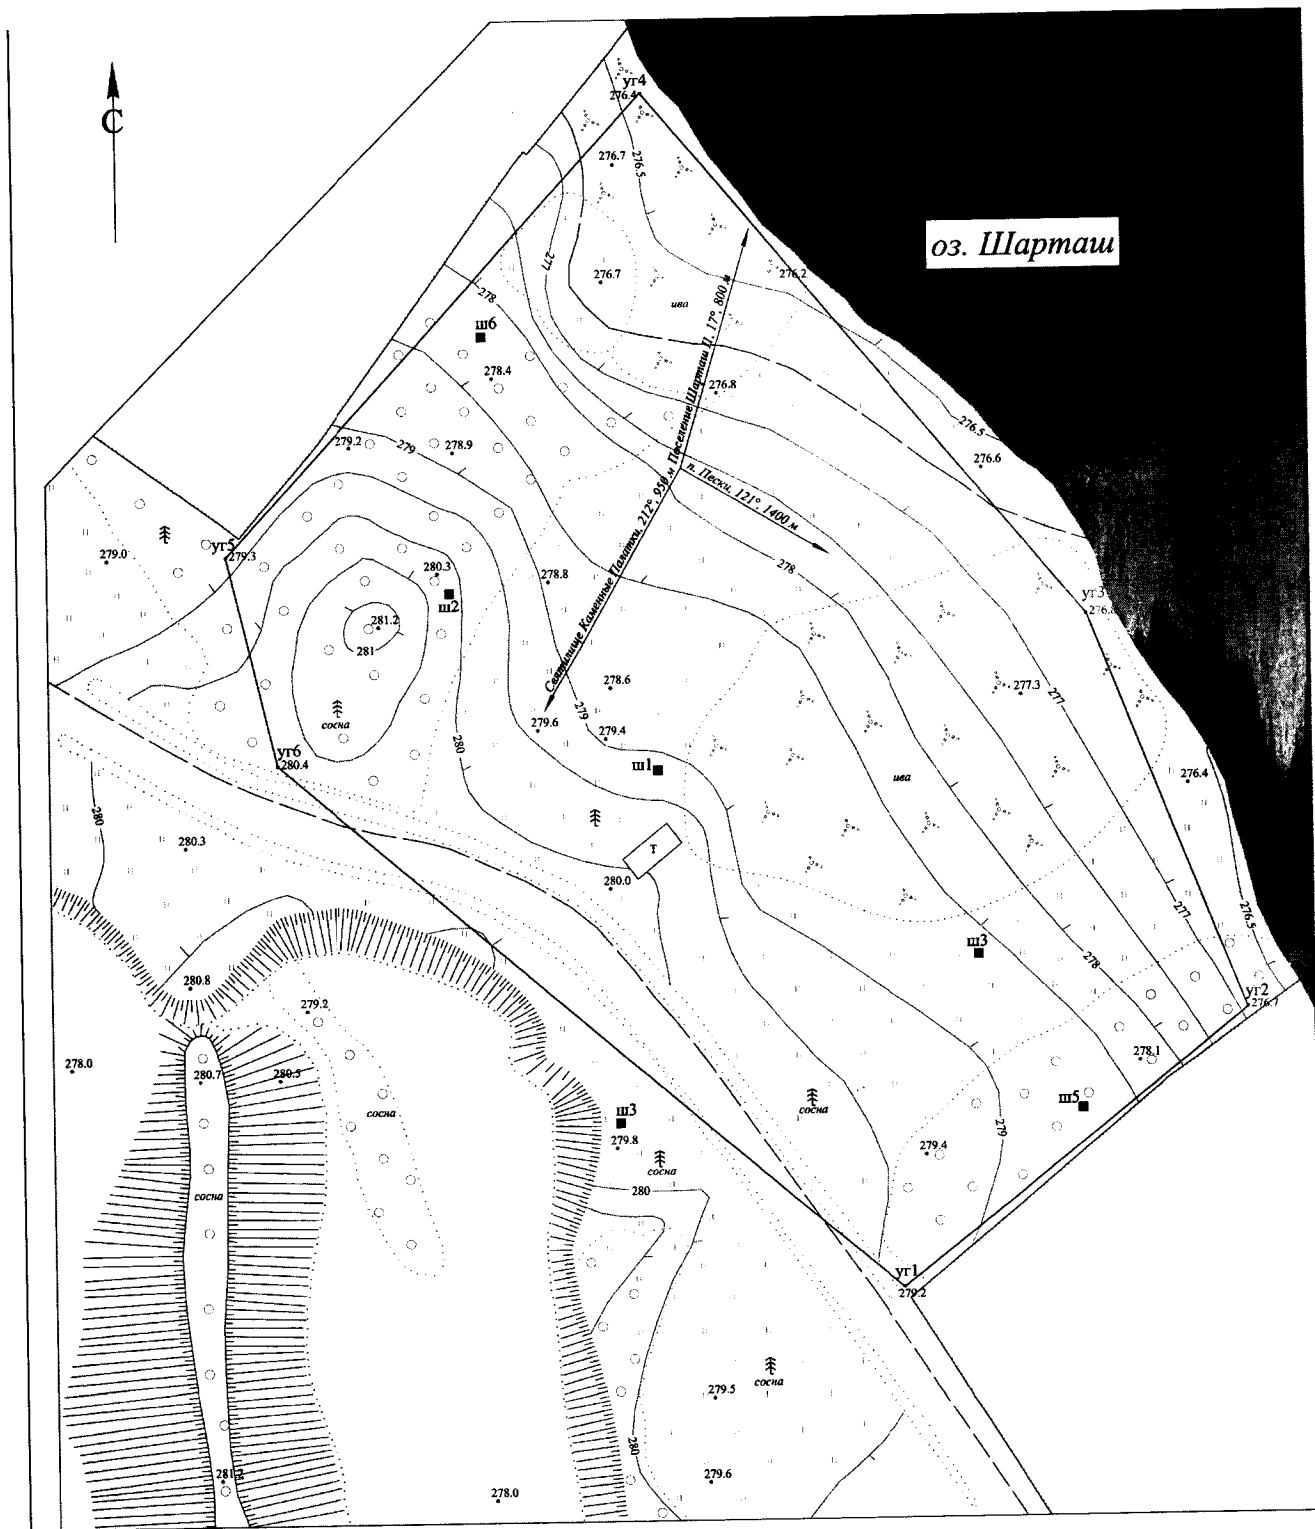 уг4
276.4
С
276.7
276.5
оз. Шарташ
277
276.7
276.2
278
ива
ш6
278.4
276.8
Поселение Шарташ II, 17°, 800 м
279.2
279
278.9
276.5
276.6
п. Пески, 121°, 1400 м
Святилище Каменные Палатки, 212°, 950 м
уг5
279.3
279.0
280.3
278.8
278
ш2
уг3
276.8
281.2
281
278.6
277.3
277
сосна
279.6
279
279.4
280
уг6
280.4
ш1
ива
276.4
280
280.3
т
280.0
277
276.5
ш3
278
280.8
279.2
уг2
276.7
278.0
280.7
280.5
278.1
сосна
сосна
ш5
ш3
279.8
279
279.4
сосна
сосна
280
уг1
279.2
сосна
279.5
280
281.2
279.6
278.0